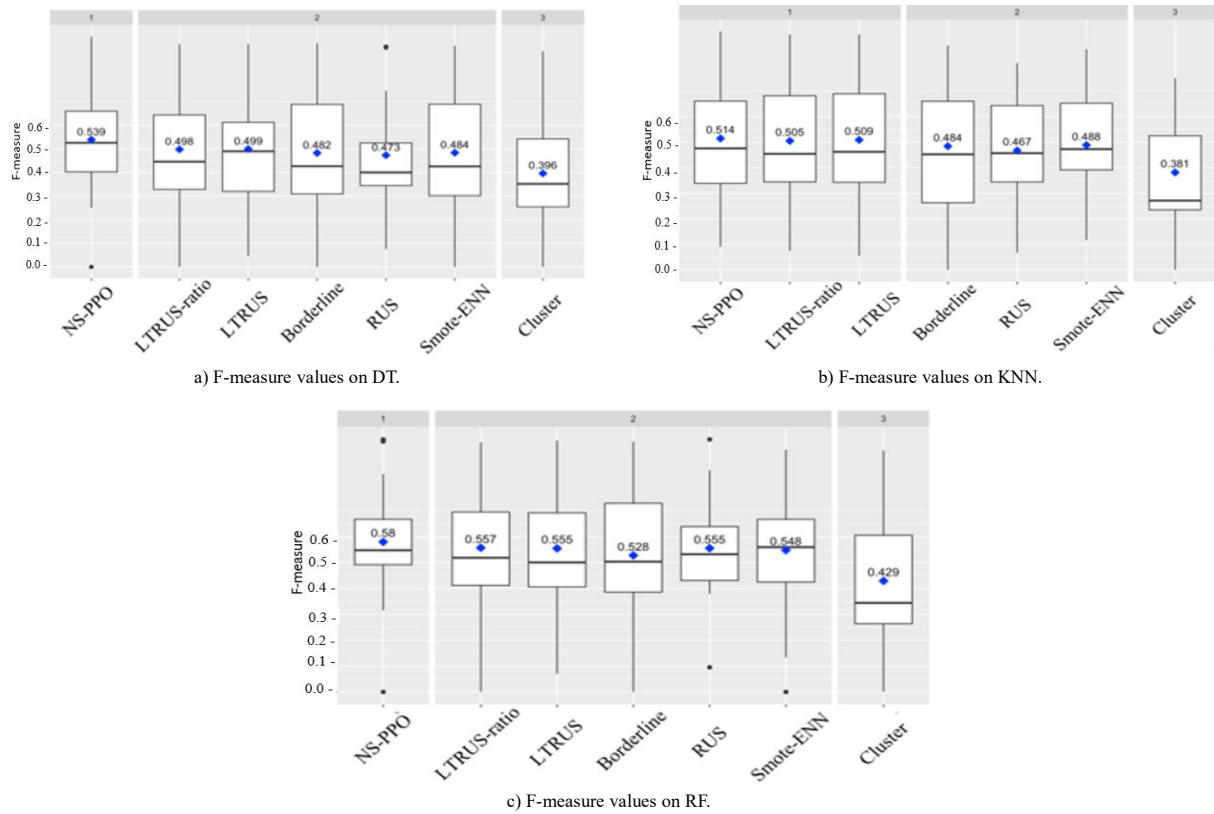 1 2 3
F-measure
0.6 -
0.5 -
0.4 -
0.3 -
0.2 -
0.1 -
0.0 -
0.539 0.498 0.499 0.482 0.473 0.484 0.396
NS-PPO LTRUS-ratio LTRUS Borderline RUS Smote-ENN Cluster
a) F-measure values on DT.
1 2 3
F-measure
0.6 -
0.5 -
0.4 -
0.3 -
0.2 -
0.1 -
0.0 -
0.514 0.505 0.509 0.484 0.467 0.488 0.381
NS-PPO LTRUS-ratio LTRUS Borderline RUS Smote-ENN Cluster
b) F-measure values on KNN.
1 2 3
F-measure
0.6 -
0.5 -
0.4 -
0.3 -
0.2 -
0.1 -
0.0 -
0.58 0.557 0.555 0.528 0.555 0.548 0.429
NS-PPO LTRUS-ratio LTRUS Borderline RUS Smote-ENN Cluster
c) F-measure values on RF.